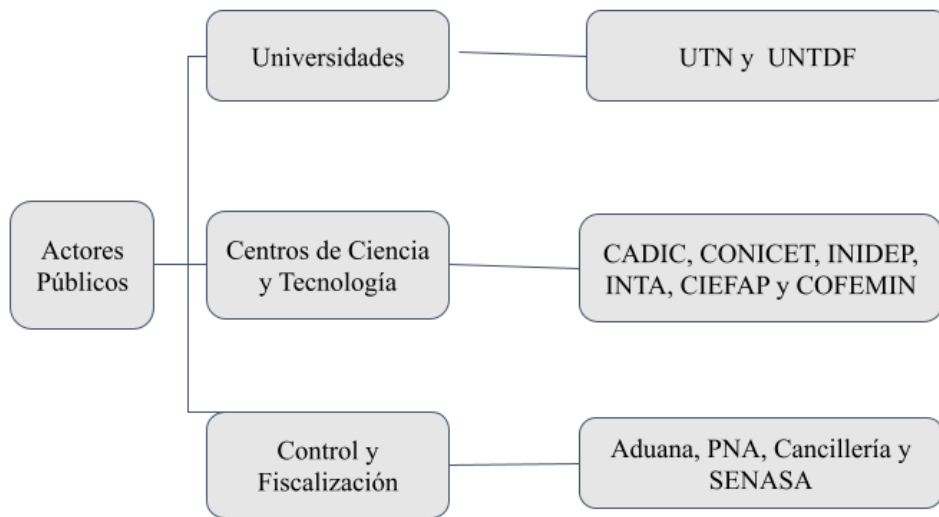 Universidades
UTN y UNTDF
Actores
Públicos
Centros de Ciencia
y Tecnología
CADIC, CONICET, INIDEP,
INTA, CIEFAP y COFEMIN
Control y
Fiscalización
Aduana, PNA, Cancillería y
SENASA